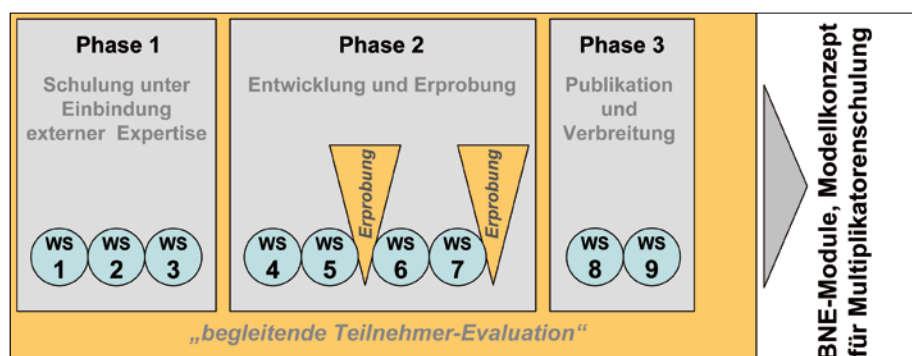 Phase 1
Schulung unter
Einbindung
externer Expertise
WS
1
WS
2
WS
3
Phase 2
Entwicklung und Erprobung
Erprobung
Erprobung
WS
4
WS
5
WS
6
WS
7
Phase 3
Publikation
und
Verbreitung
WS
8
WS
9
„begleitende Teilnehmer-Evaluation“
BNE-Module, Modellkonzept
für Multiplikatorenschulung